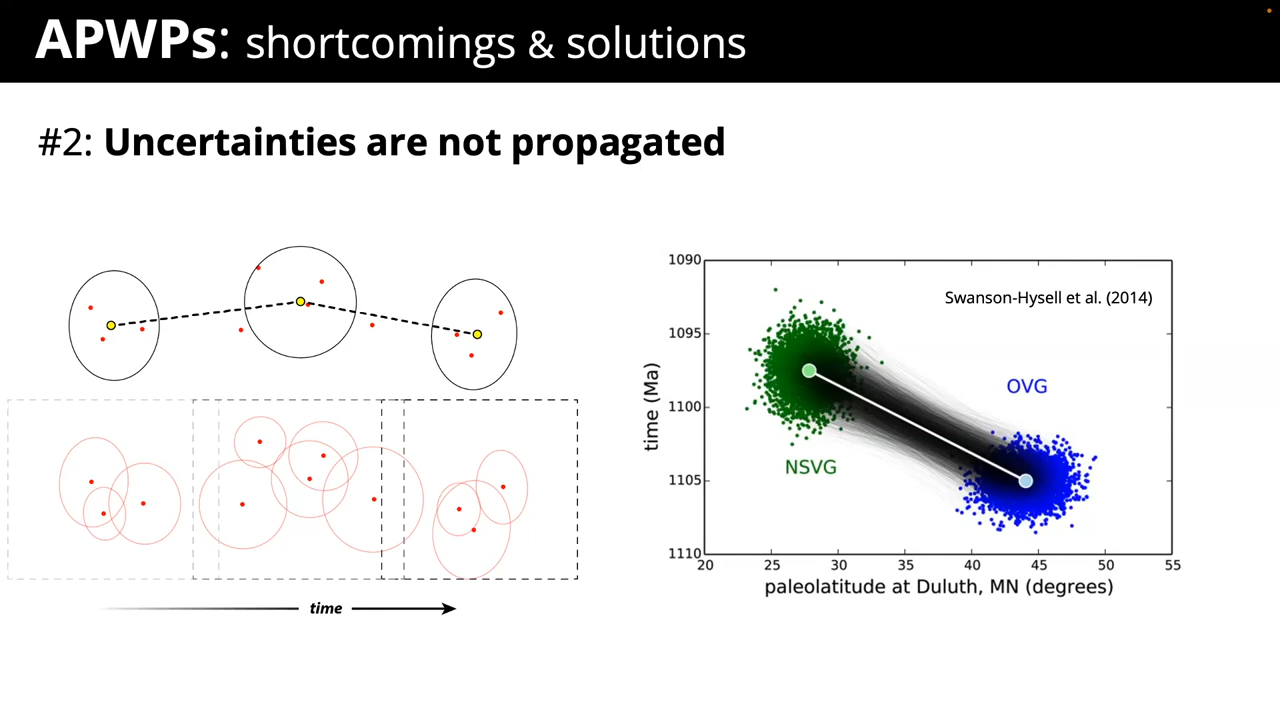 APWPs: shortcomings & solutions
#2: Uncertainties are not propagated
time
1090
1095
1100
1105
1110
time (Ma)
Swanson-Hysell et al. (2014)
OVG
NSVG
20 25 30 35 40 45 50 55
paleolatitude at Duluth, MN (degrees)